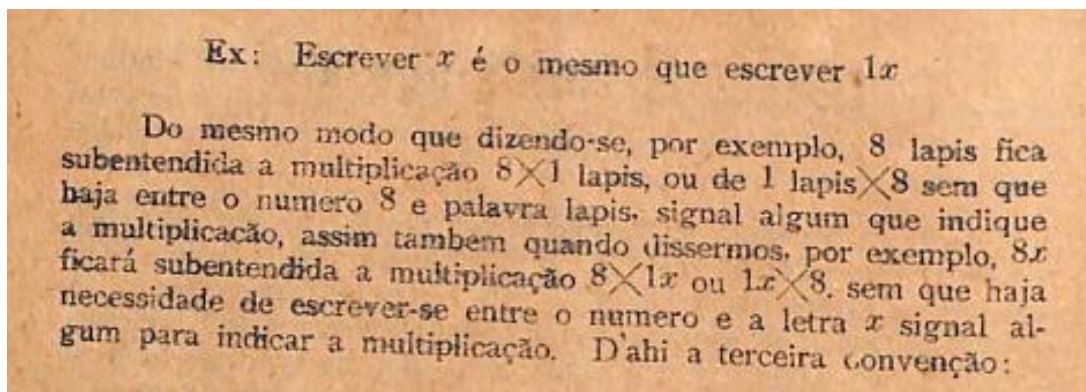 Ex: Escrever x é o mesmo que escrever 1x
Do mesmo modo que dizendo-se, por exemplo, 8 lapis fica
subentendida a multiplicação 8×1 lapis, ou de 1 lapis×8 sem que
haja entre o numero 8 e palavra lapis. signal algum que indique
a multiplicacão, assim tambem quando dissermos, por exemplo, 8x
ficará subentendida a multiplicação 8×1x ou 1x×8. sem que haja
necessidade de escrever-se entre o numero e a letra x signal al-
gum para indicar a multiplicação. D'ahi a terceira convenção: